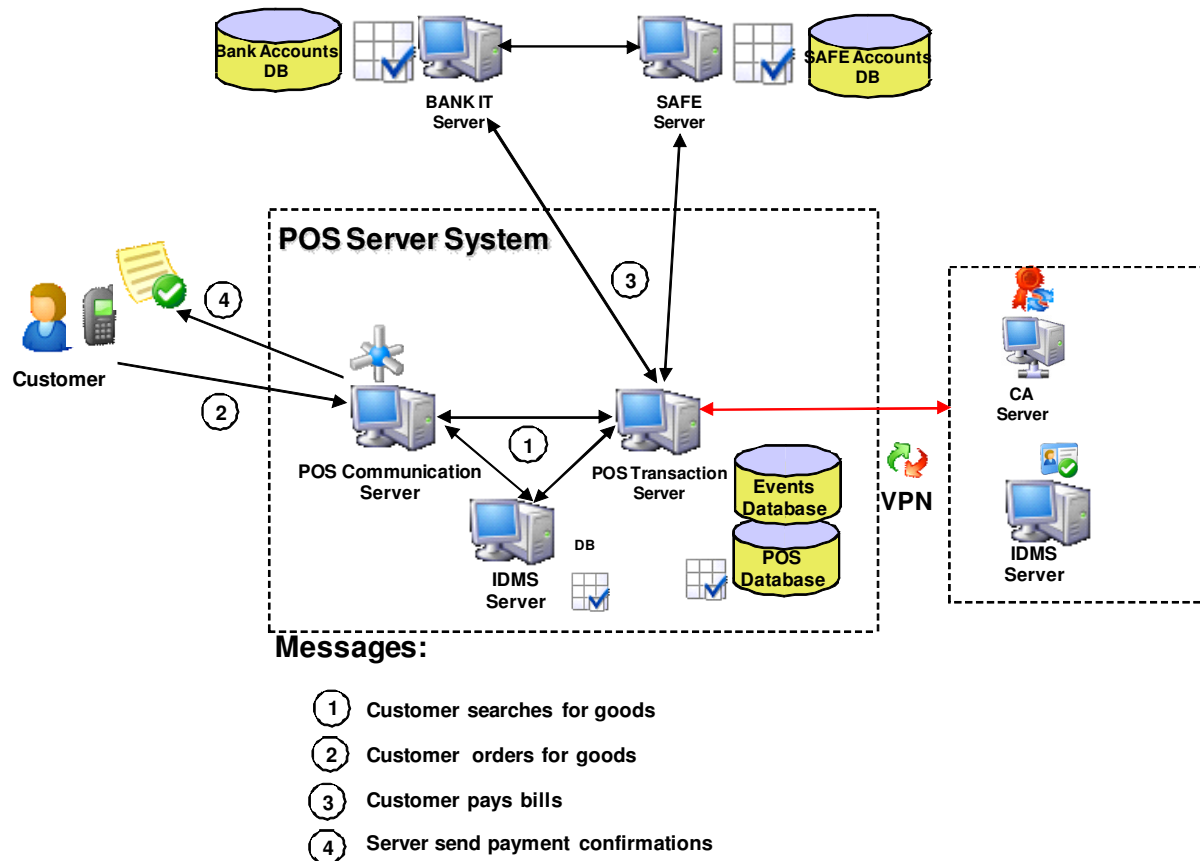 Bank Accounts
DB
BANK IT
Server
SAFE
Server
SAFE Accounts
DB
POS Server System
3
4
Customer
2
1
POS Communication
Server
POS Transaction
Server
IDMS
Server
DB
Events
Database
POS
Database
VPN
CA
Server
IDMS
Server
Messages:
1 Customer searches for goods
2 Customer orders for goods
3 Customer pays bills
4 Server send payment confirmations